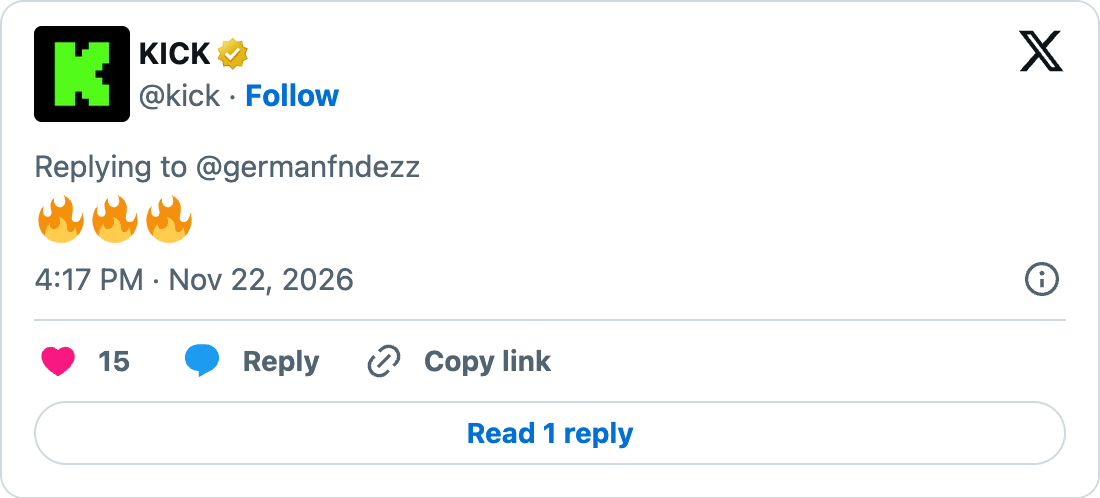 KICK
@kick · Follow
Replying to @germanfndezz
🔥🔥🔥
4:17 PM · Nov 22, 2026
15 Reply Copy link
Read 1 reply